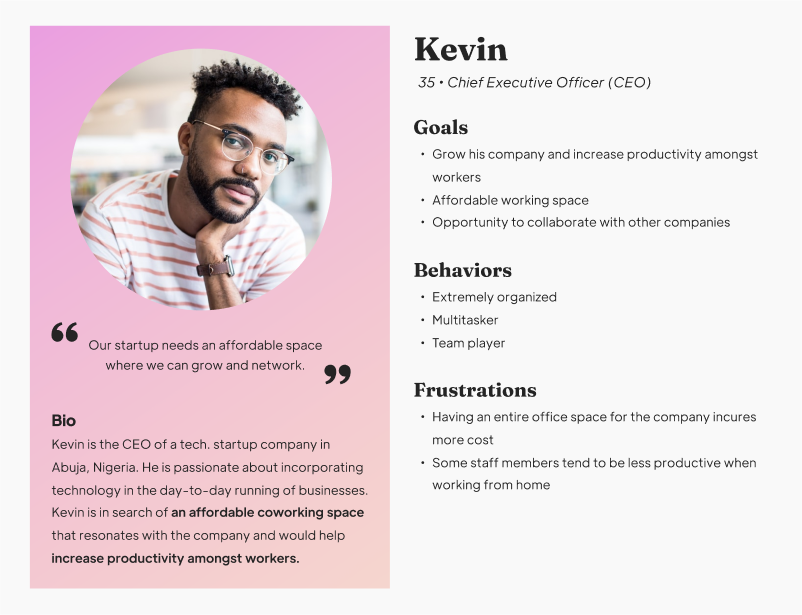 “
Our startup needs an affordable space
where we can grow and network.
”
Bio
Kevin is the CEO of a tech. startup company in
Abuja, Nigeria. He is passionate about incorporating
technology in the day-to-day running of businesses.
Kevin is in search of an affordable coworking space
that resonates with the company and would help
increase productivity amongst workers.
Kevin
35 • Chief Executive Officer (CEO)
Goals
• Grow his company and increase productivity amongst
workers
• Affordable working space
• Opportunity to collaborate with other companies
Behaviors
• Extremely organized
• Multitasker
• Team player
Frustrations
• Having an entire office space for the company incures
more cost
• Some staff members tend to be less productive when
working from home